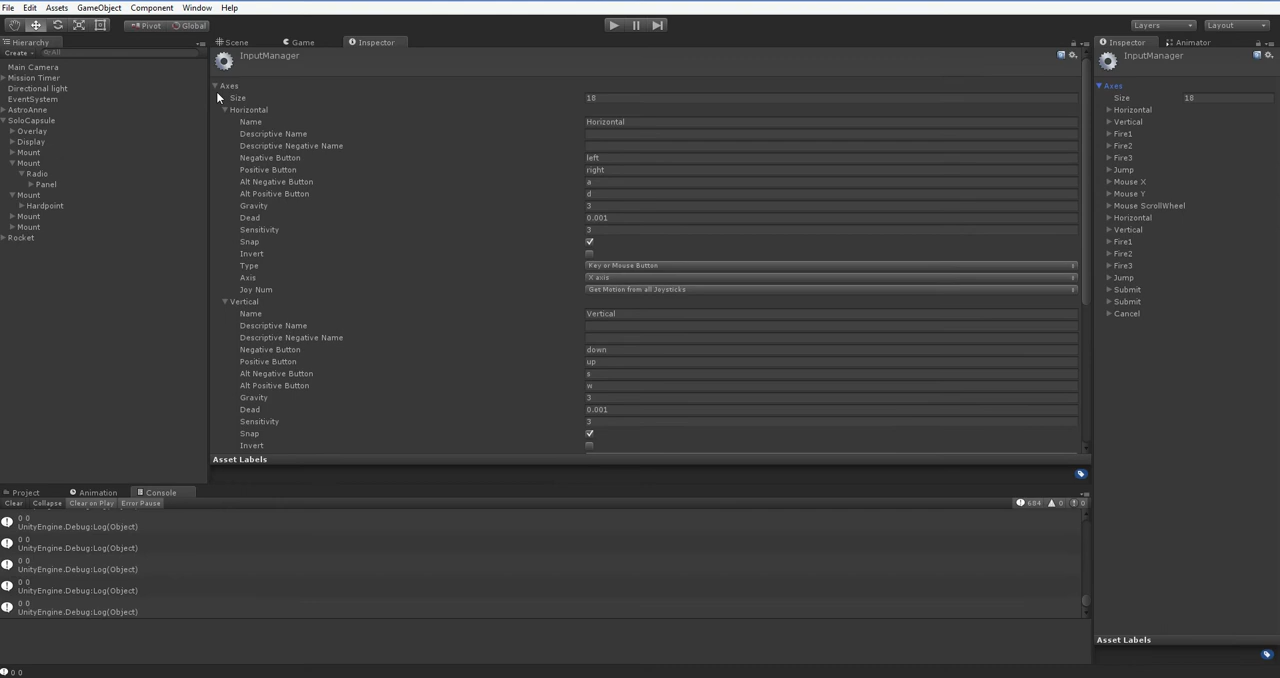 File Edit Assets GameObject Component Window Help
Pivot Global Layers Layout
Hierarchy
Create All
Main Camera
Mission Timer
Directional light
EventSystem
AstroAnne
SoloCapsule
Overlay
Display
Mount
Mount
Radio
Panel
Mount
Hardpoint
Mount
Mount
Rocket
Scene Game Inspector
InputManager
Axes
Size 18
Horizontal
Name Horizontal
Descriptive Name
Descriptive Negative Name
Negative Button left
Positive Button right
Alt Negative Button a
Alt Positive Button d
Gravity 3
Dead 0.001
Sensitivity 3
Snap
Invert
Type Key or Mouse Button
Axis X axis
Joy Num Get Motion from all Joysticks
Vertical
Name Vertical
Descriptive Name
Descriptive Negative Name
Negative Button down
Positive Button up
Alt Negative Button s
Alt Positive Button w
Gravity 3
Dead 0.001
Sensitivity 3
Snap
Invert
Asset Labels
Inspector Animator
InputManager
Axes
Size 18
Horizontal
Vertical
Fire1
Fire2
Fire3
Jump
Mouse X
Mouse Y
Mouse ScrollWheel
Horizontal
Vertical
Fire1
Fire2
Fire3
Jump
Submit
Submit
Cancel
Asset Labels
Project Animation Console
Clear Collapse Clear on Play Error Pause 684 0 0
0 0
UnityEngine.Debug:Log(Object)
0 0
UnityEngine.Debug:Log(Object)
0 0
UnityEngine.Debug:Log(Object)
0 0
UnityEngine.Debug:Log(Object)
0 0
UnityEngine.Debug:Log(Object)
0 0